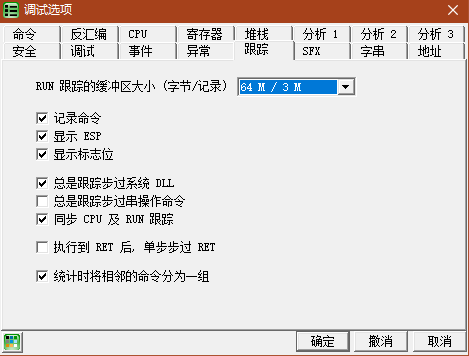 调试选项
命令 反汇编 CPU 寄存器 堆栈 分析 1 分析 2 分析 3
安全 调试 事件 异常 跟踪 SFX 字串 地址
RUN 跟踪的缓冲区大小 (字节/记录) 64 M / 3 M
记录命令
显示 ESP
显示标志位
总是跟踪步过系统 DLL
总是跟踪步过串操作命令
同步 CPU 及 RUN 跟踪
执行到 RET 后, 单步步过 RET
统计时将相邻的命令分为一组
确定 撤消 取消